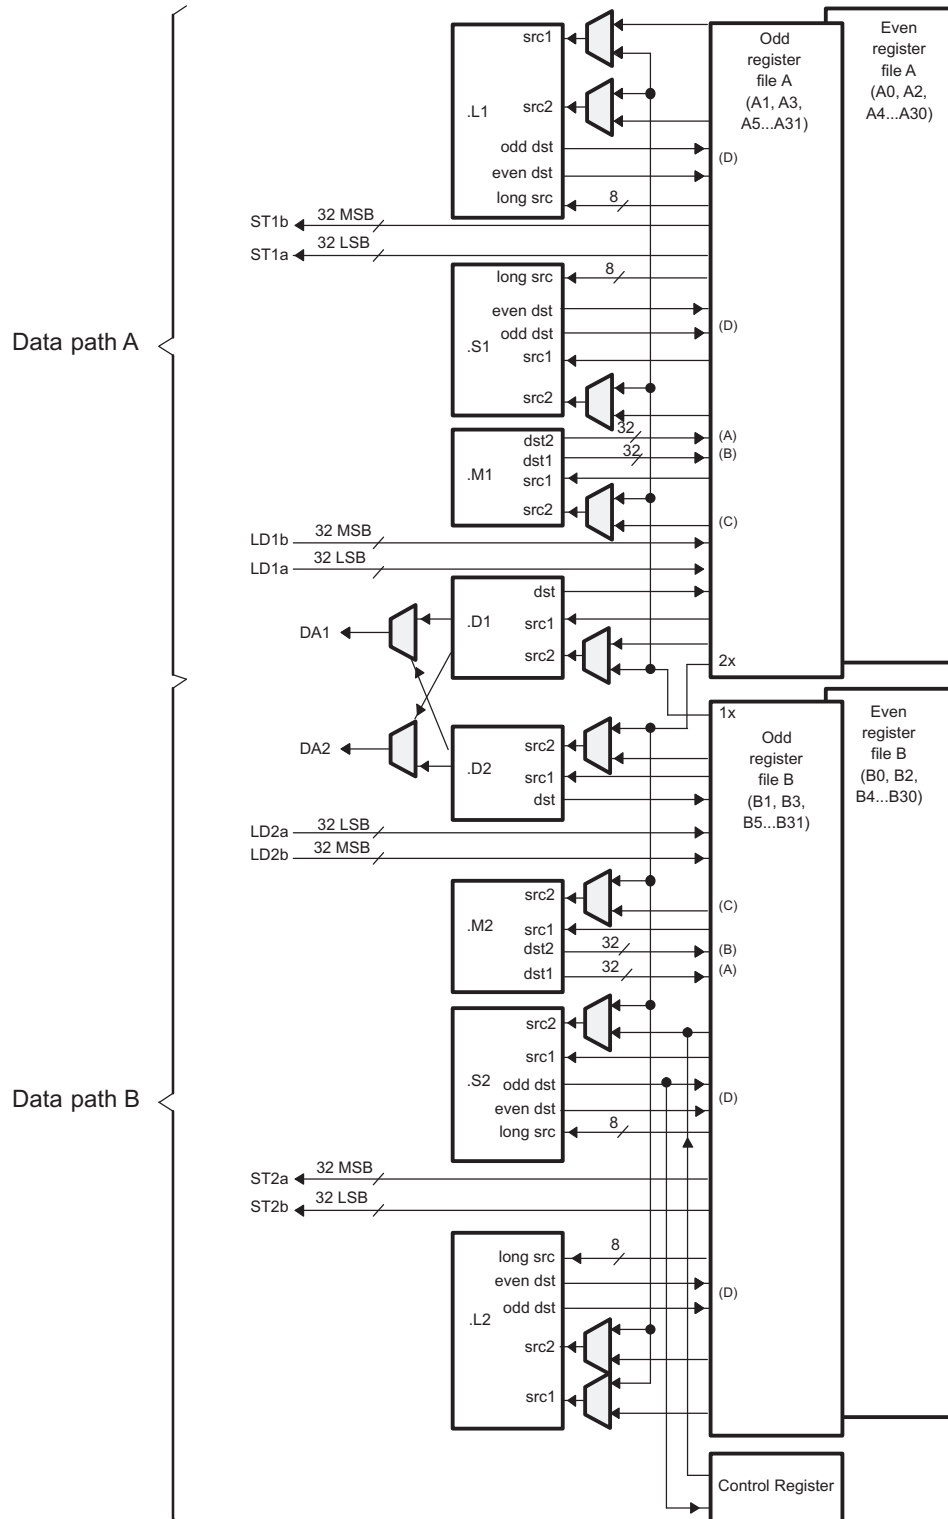 Data path A
.L1
src1
src2
odd dst
even dst
long src
8
ST1b
32 MSB
ST1a
32 LSB
.S1
long src
8
even dst
odd dst
src1
src2
.M1
dst2
32
dst1
32
src1
src2
LD1b
32 MSB
LD1a
32 LSB
.D1
dst
src1
src2
DA1
Odd
register
file A
(A1, A3,
A5...A31)
(D)
(D)
(A)
(B)
(C)
2x
Even
register
file A
(A0, A2,
A4...A30)
Data path B
DA2
.D2
src2
src1
dst
LD2a
32 LSB
LD2b
32 MSB
.M2
src2
src1
dst2
32
dst1
32
.S2
src2
src1
odd dst
even dst
long src
8
ST2a
32 MSB
ST2b
32 LSB
.L2
long src
8
even dst
odd dst
src2
src1
1x
Odd
register
file B
(B1, B3,
B5...B31)
(C)
(B)
(A)
(D)
(D)
Even
register
file B
(B0, B2,
B4...B30)
Control Register